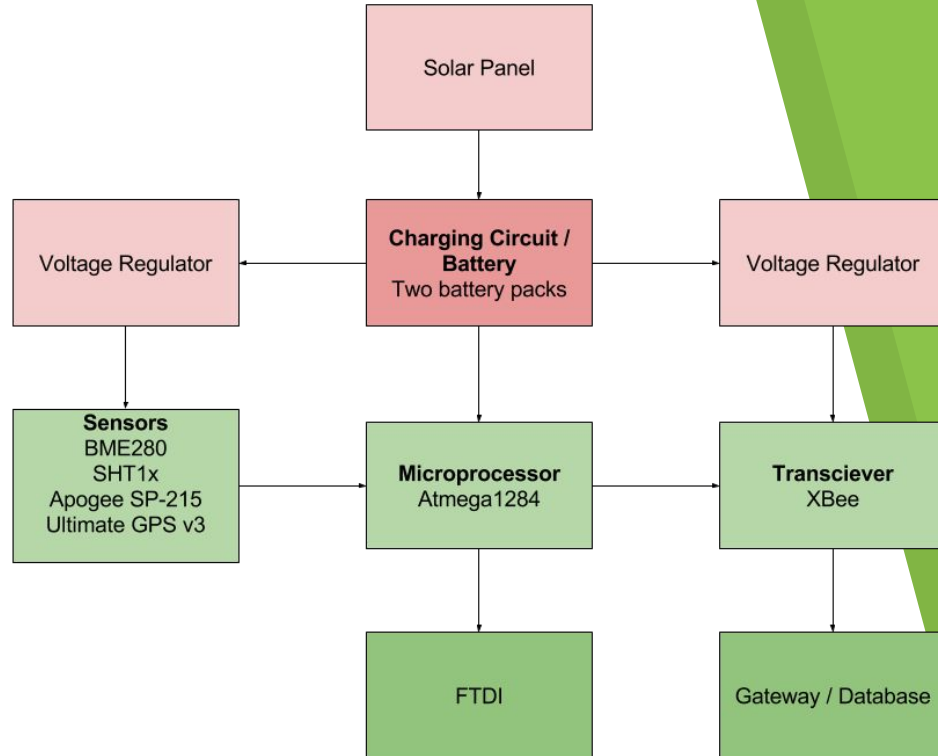 Solar Panel
Voltage Regulator
Charging Circuit /
Battery
Two battery packs
Voltage Regulator
Sensors
BME280
SHT1x
Apogee SP-215
Ultimate GPS v3
Microprocessor
Atmega1284
Transciever
XBee
FTDI
Gateway / Database